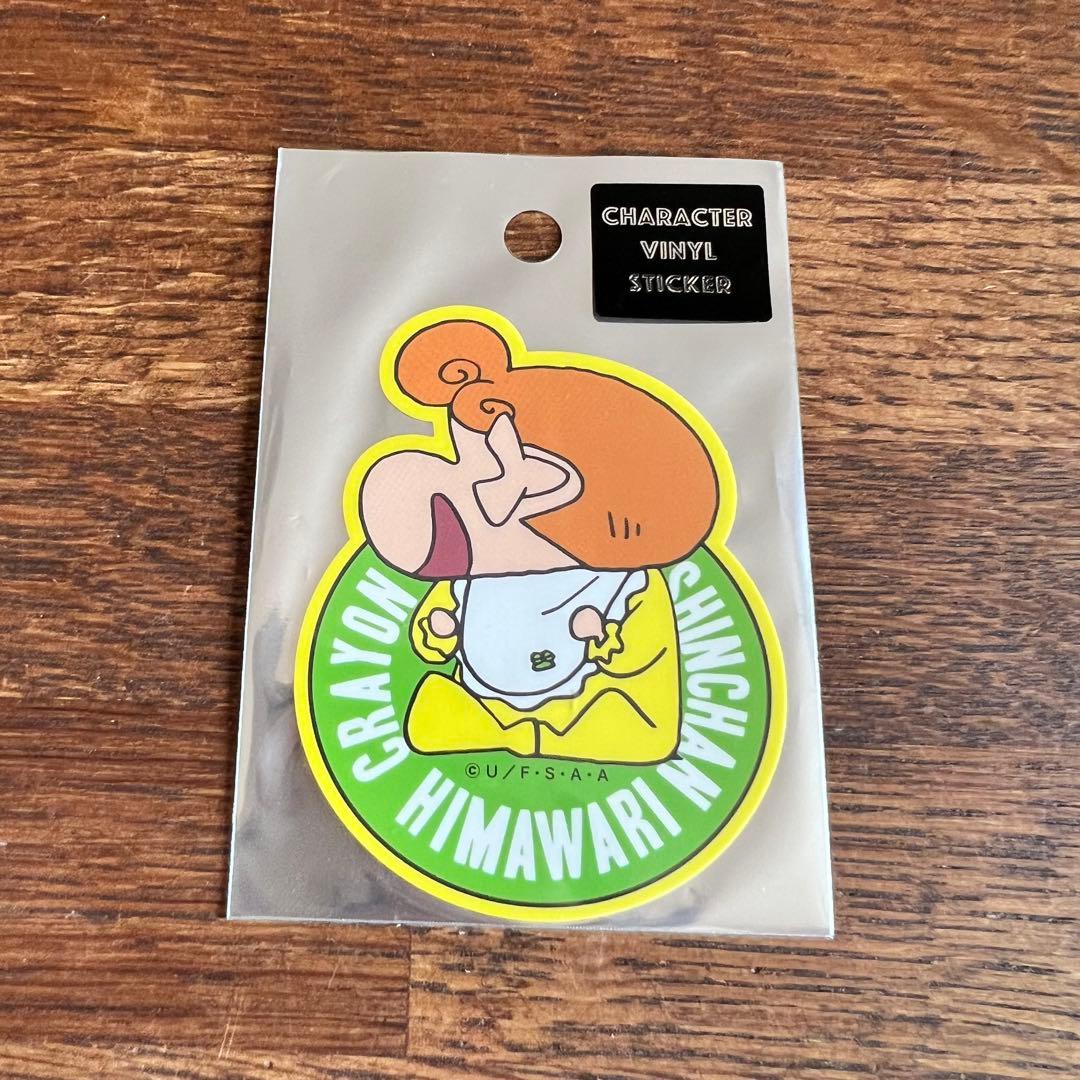 CHARACTER
VINYL
STICKER
CRAYON SHINCHAN
©U/F・S・A・A
HIMAWARI